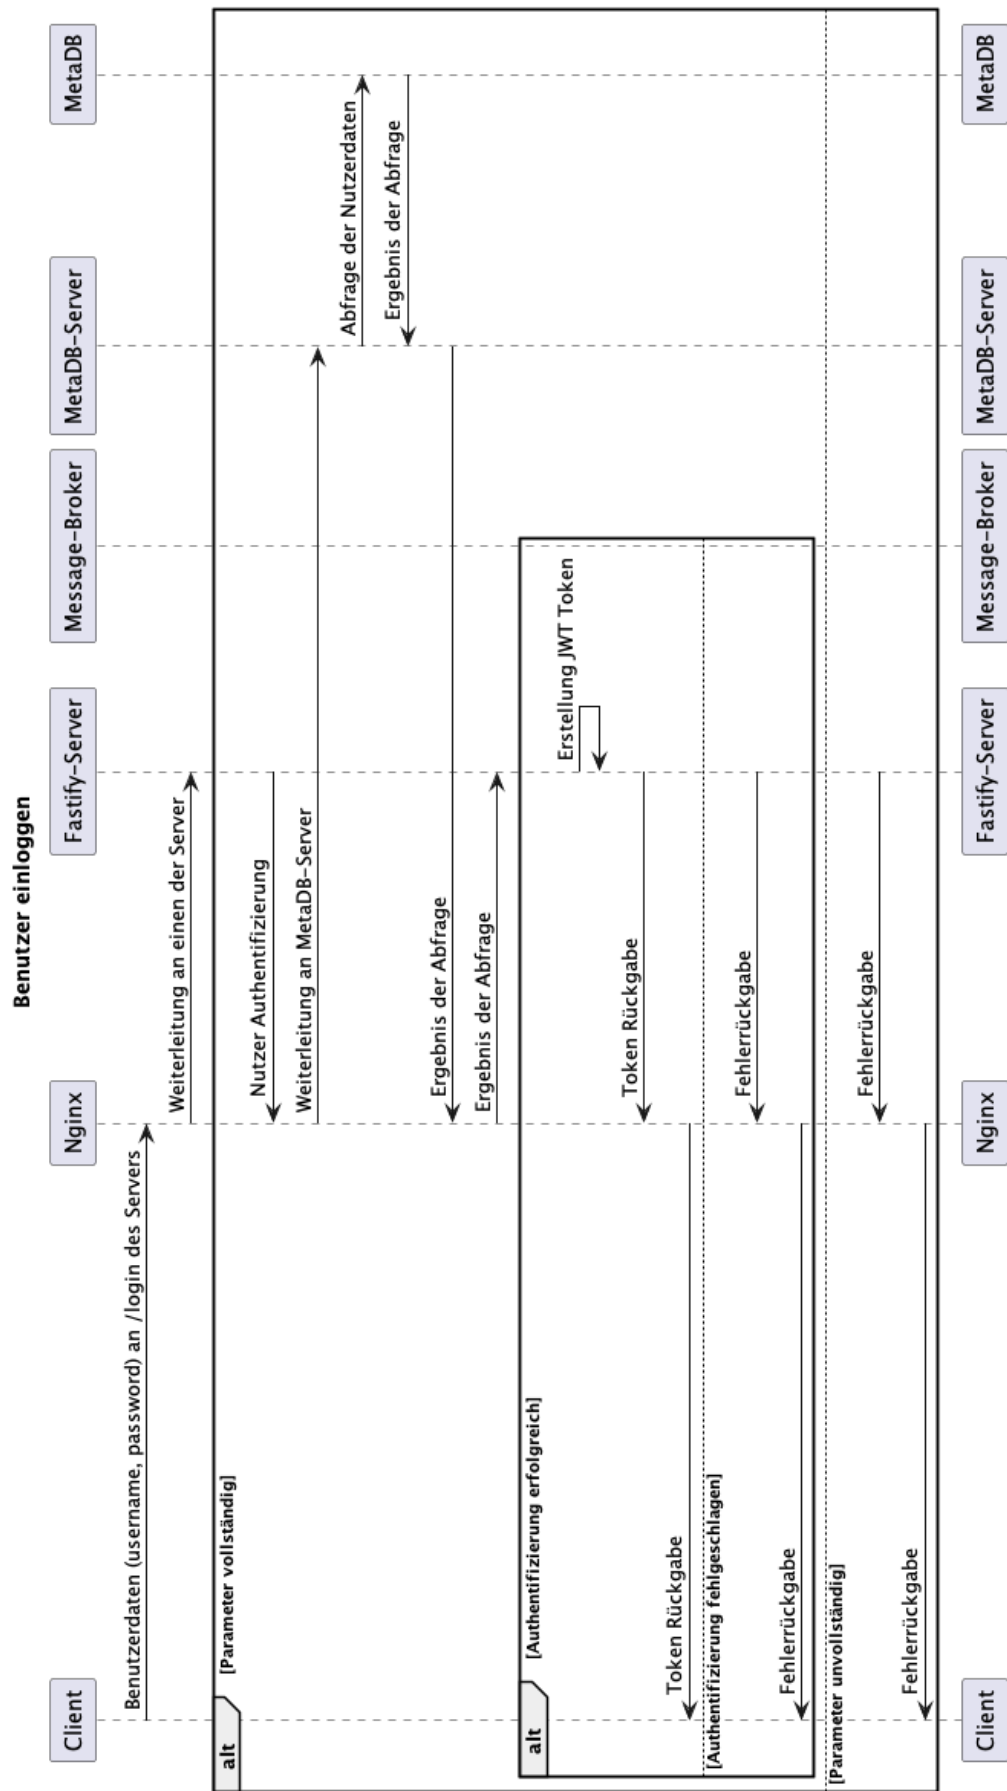 Benutzer einloggen
Client
Nginx
Fastify-Server
Message-Broker
MetaDB-Server
MetaDB
Benutzerdaten (username, password) an /login des Servers
Weiterleitung an einen der Server
alt
[Parameter vollständig]
Nutzer Authentifizierung
Weiterleitung an MetaDB-Server
Abfrage der Nutzerdaten
Ergebnis der Abfrage
Ergebnis der Abfrage
Ergebnis der Abfrage
alt
[Authentifizierung erfolgreich]
Erstellung JWT Token
Token Rückgabe
Token Rückgabe
[Authentifizierung fehlgeschlagen]
Fehlerrückgabe
Fehlerrückgabe
[Parameter unvollständig]
Fehlerrückgabe
Fehlerrückgabe
Client
Nginx
Fastify-Server
Message-Broker
MetaDB-Server
MetaDB